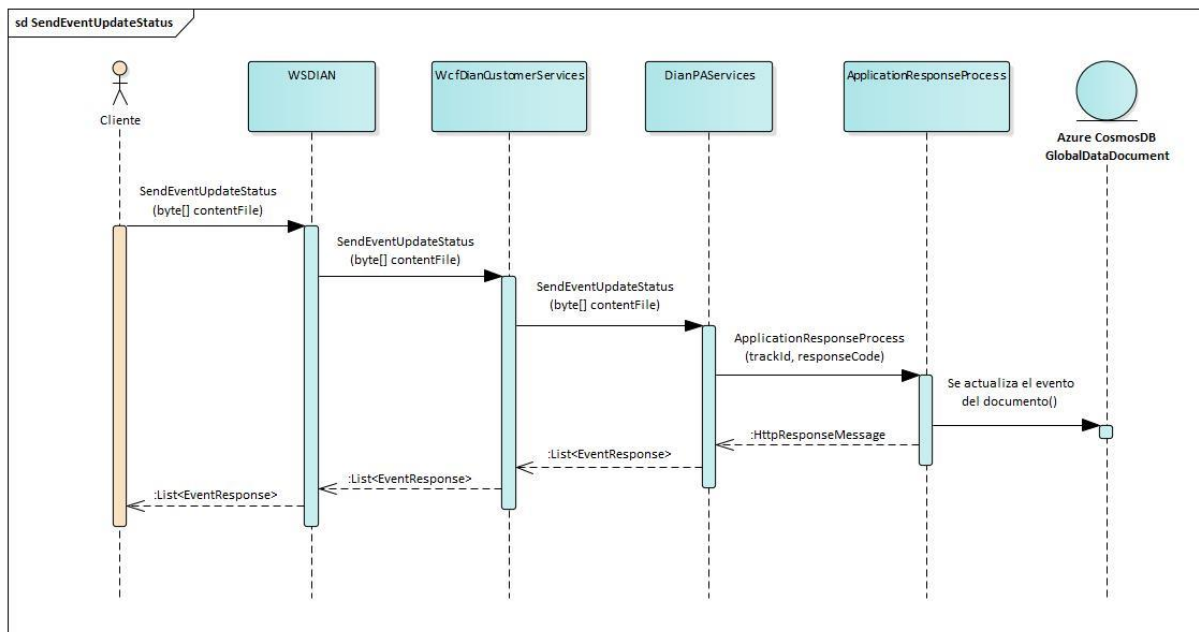 sd SendEventUpdateStatus
Cliente
WSDIAN
WcfDianCustomerServices
DianPAServices
ApplicationResponseProcess
Azure CosmosDB
GlobalDataDocument
SendEventUpdateStatus
(byte[] contentFile)
SendEventUpdateStatus
(byte[] contentFile)
SendEventUpdateStatus
(byte[] contentFile)
ApplicationResponseProcess
(trackId, responseCode)
Se actualiza el evento
del documento()
:HttpResponseMessage
:List<EventResponse>
:List<EventResponse>
:List<EventResponse>